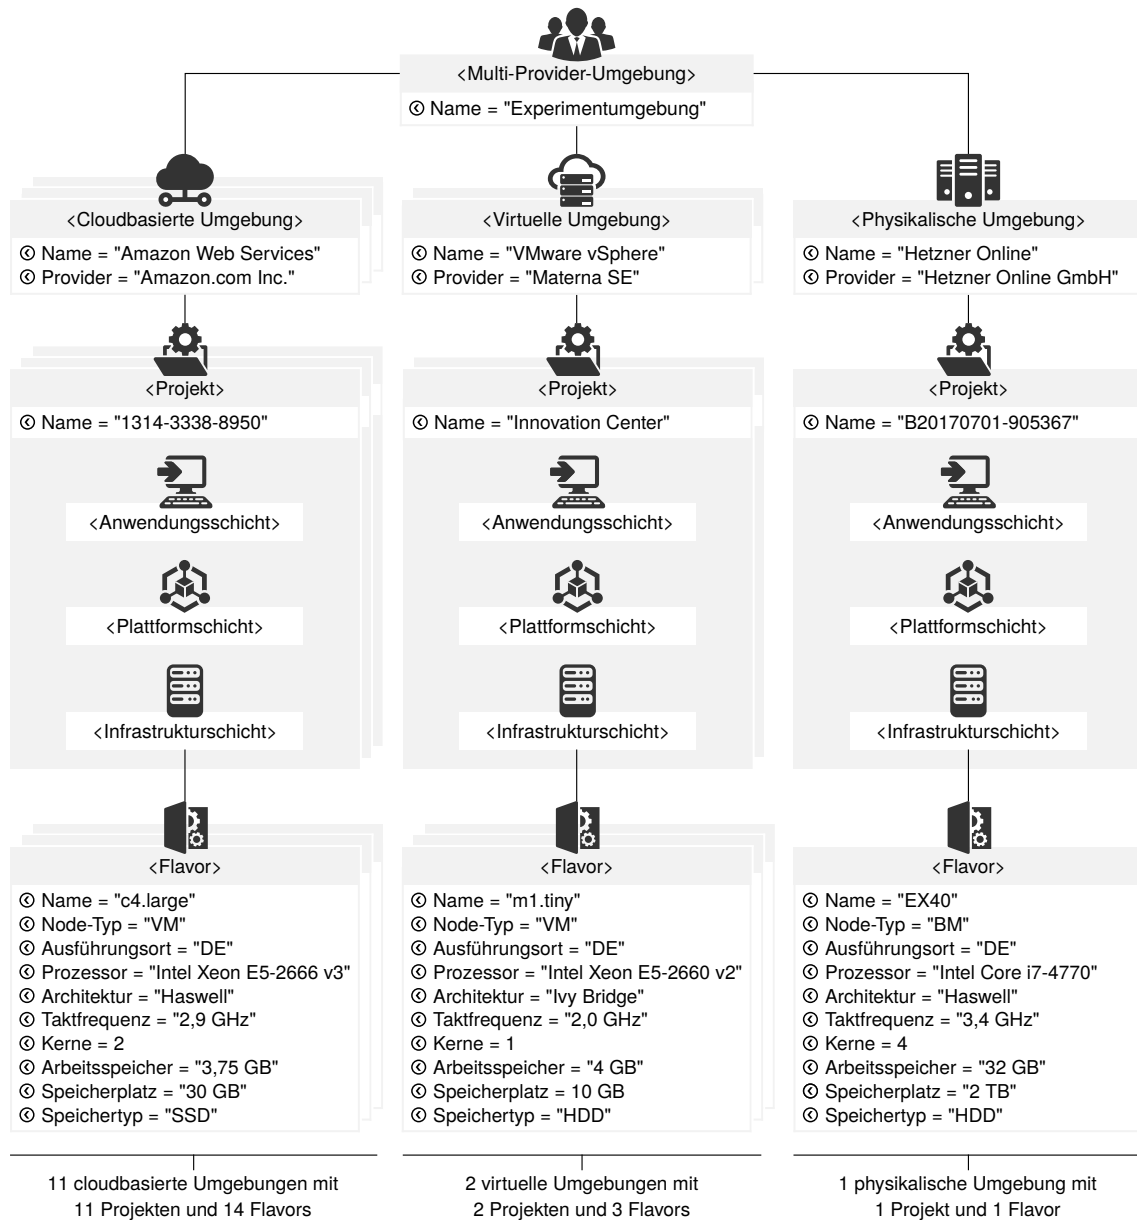 <Multi-Provider-Umgebung>
Name = "Experimentumgebung"
<Cloudbasierte Umgebung>
Name = "Amazon Web Services"
Provider = "Amazon.com Inc."
<Projekt>
Name = "1314-3338-8950"
<Anwendungsschicht>
<Plattformschicht>
<Infrastrukturschicht>
<Flavor>
Name = "c4.large"
Node-Typ = "VM"
Ausführungsort = "DE"
Prozessor = "Intel Xeon E5-2666 v3"
Architektur = "Haswell"
Taktfrequenz = "2,9 GHz"
Kerne = 2
Arbeitsspeicher = "3,75 GB"
Speicherplatz = "30 GB"
Speichertyp = "SSD"
11 cloudbasierte Umgebungen mit
11 Projekten und 14 Flavors
<Virtuelle Umgebung>
Name = "VMware vSphere"
Provider = "Materna SE"
<Projekt>
Name = "Innovation Center"
<Anwendungsschicht>
<Plattformschicht>
<Infrastrukturschicht>
<Flavor>
Name = "m1.tiny"
Node-Typ = "VM"
Ausführungsort = "DE"
Prozessor = "Intel Xeon E5-2660 v2"
Architektur = "Ivy Bridge"
Taktfrequenz = "2,0 GHz"
Kerne = 1
Arbeitsspeicher = "4 GB"
Speicherplatz = 10 GB
Speichertyp = "HDD"
2 virtuelle Umgebungen mit
2 Projekten und 3 Flavors
<Physikalische Umgebung>
Name = "Hetzner Online"
Provider = "Hetzner Online GmbH"
<Projekt>
Name = "B20170701-905367"
<Anwendungsschicht>
<Plattformschicht>
<Infrastrukturschicht>
<Flavor>
Name = "EX40"
Node-Typ = "BM"
Ausführungsort = "DE"
Prozessor = "Intel Core i7-4770"
Architektur = "Haswell"
Taktfrequenz = "3,4 GHz"
Kerne = 4
Arbeitsspeicher = "32 GB"
Speicherplatz = "2 TB"
Speichertyp = "HDD"
1 physikalische Umgebung mit
1 Projekt und 1 Flavor